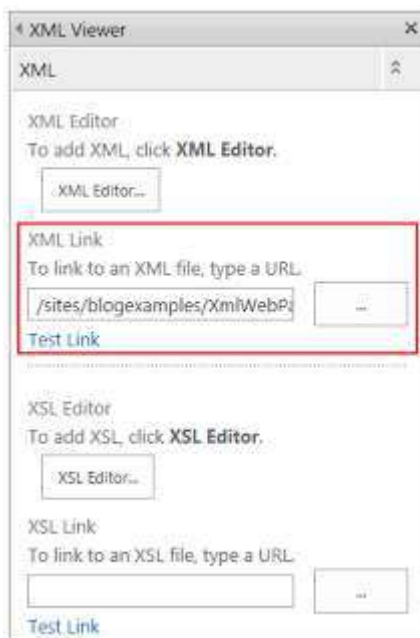 XML Viewer
XML
XML Editor
To add XML, click XML Editor.
XML Editor...
XML Link
To link to an XML file, type a URL.
/sites/blogexamples/XmlWebPa
...
Test Link
XSL Editor
To add XSL, click XSL Editor.
XSL Editor...
XSL Link
To link to an XSL file, type a URL.
...
Test Link